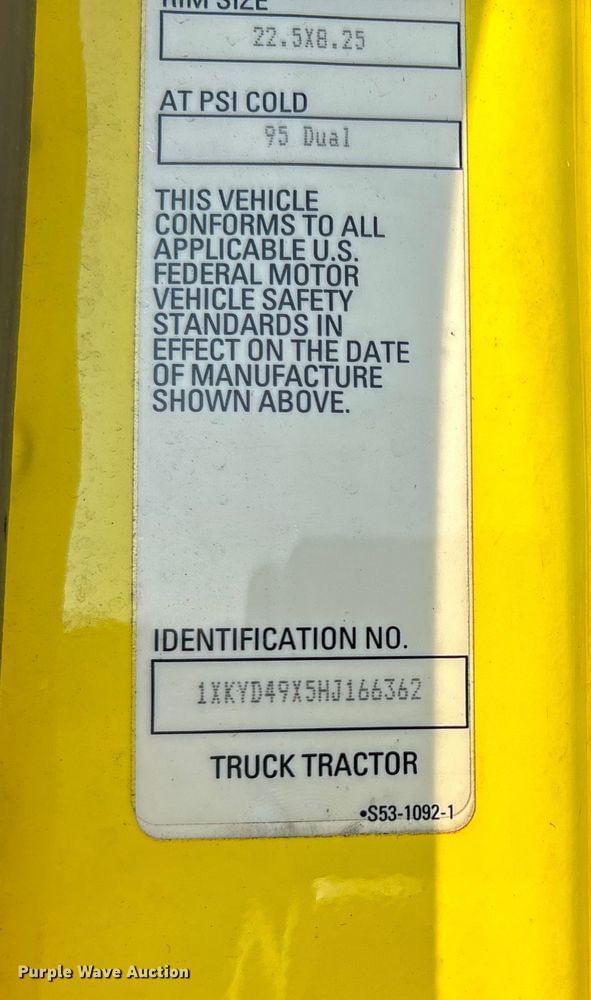 RIM SIZE
22.5X8.25
AT PSI COLD
95 Dual
THIS VEHICLE
CONFORMS TO ALL
APPLICABLE U.S.
FEDERAL MOTOR
VEHICLE SAFETY
STANDARDS IN
EFFECT ON THE DATE
OF MANUFACTURE
SHOWN ABOVE.
IDENTIFICATION NO.
1XKYD49X5HJ166362
TRUCK TRACTOR
•S53-1092-1
Purple Wave Auction